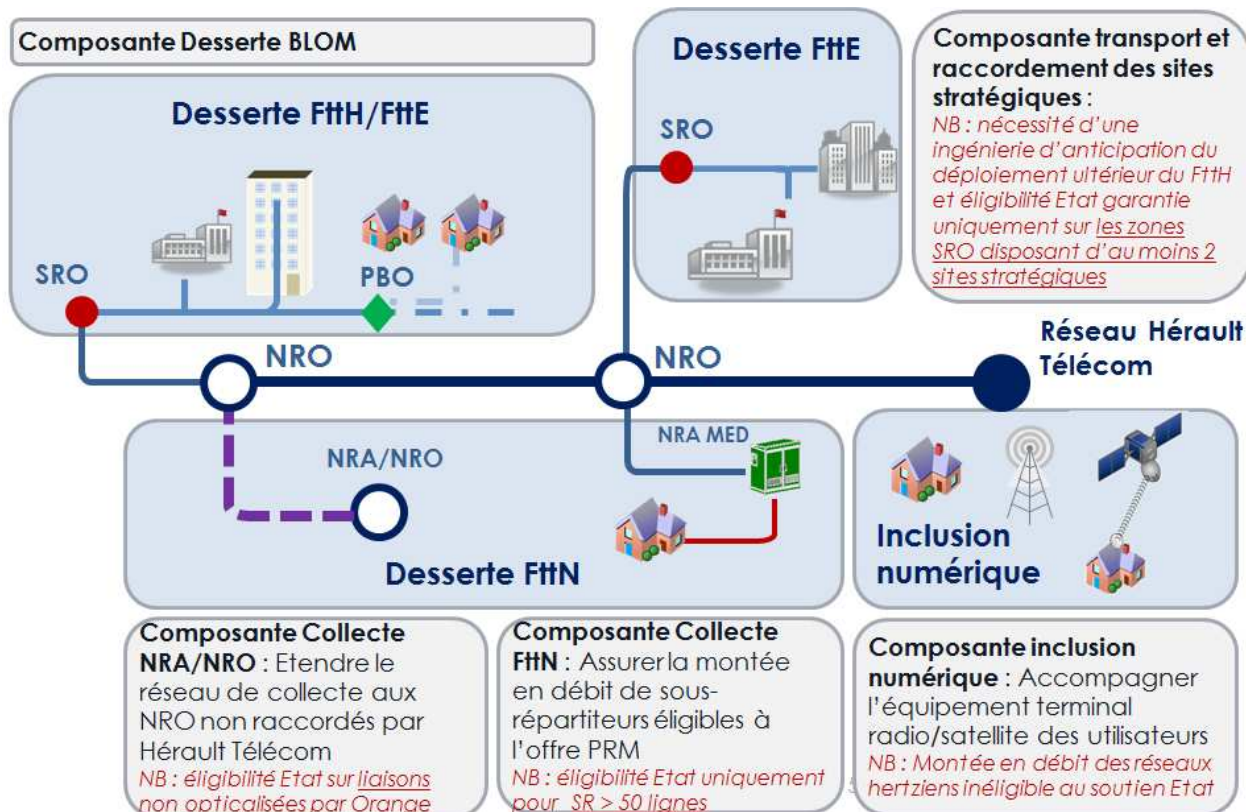 Composante Desserte BLOM
Desserte FttH/FttE
SRO
PBO
Desserte FttE
SRO
Composante transport et
raccordement des sites
stratégiques :
NB : nécessité d'une
ingénierie d'anticipation du
déploiement ultérieur du FttH
et éligibilité Etat garantie
uniquement sur les zones
SRO disposant d'au moins 2
sites stratégiques
NRO
NRO
Réseau Hérault
Télécom
NRA/NRO
NRA MED
Desserte FttN
Inclusion
numérique
Composante Collecte
NRA/NRO : Etendre le
réseau de collecte aux
NRO non raccordés par
Hérault Télécom
NB : éligibilité Etat sur liaisons
non opticalisées par Orange
Composante Collecte
FttN : Assurer la montée
en débit de sous-
répartiteurs éligibles à
l'offre PRM
NB : éligibilité Etat uniquement
pour SR > 50 lignes
5
Composante inclusion
numérique : Accompagner
l'équipement terminal
radio/satellite des utilisateurs
NB : Montée en débit des réseaux
hertziens inéligible au soutien Etat